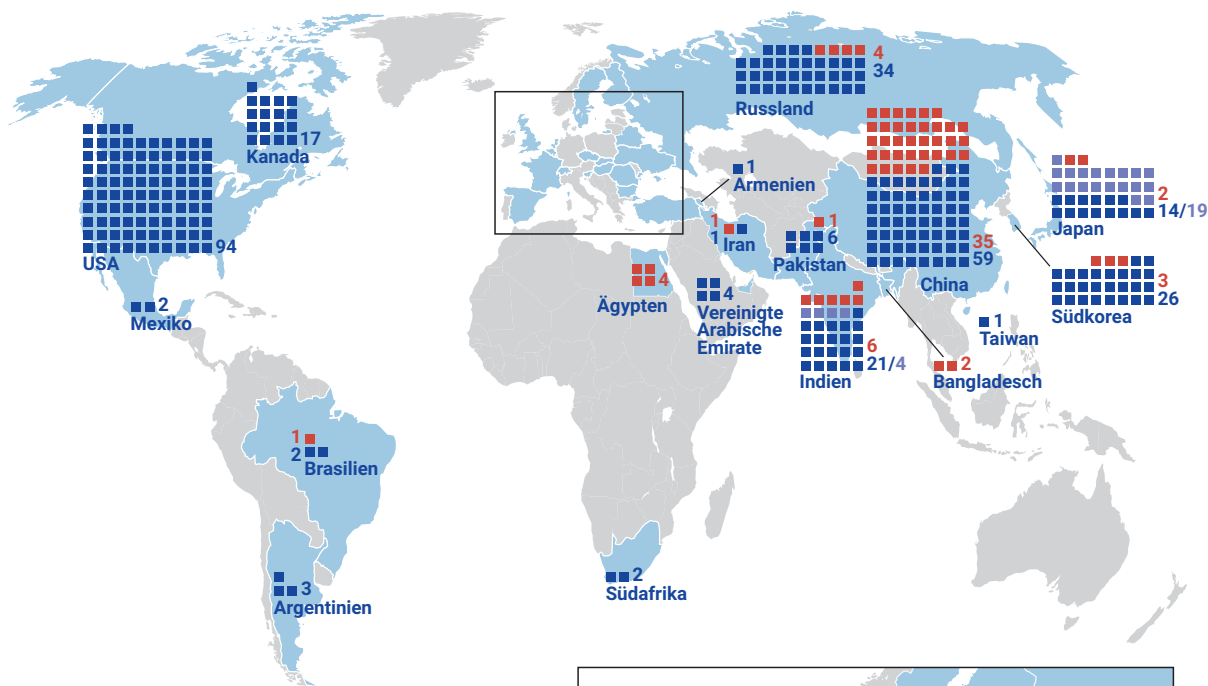 4
34
Russland
17
Kanada
94
USA
2
Mexiko
1
Armenien
1
1
Iran
1
6
Pakistan
35
59
China
2
14/19
Japan
3
26
Südkorea
4
Ägypten
4
Vereinigte
Arabische
Emirate
6
21/4
Indien
1
Taiwan
2
Bangladesch
1
2
Brasilien
3
Argentinien
2
Südafrika